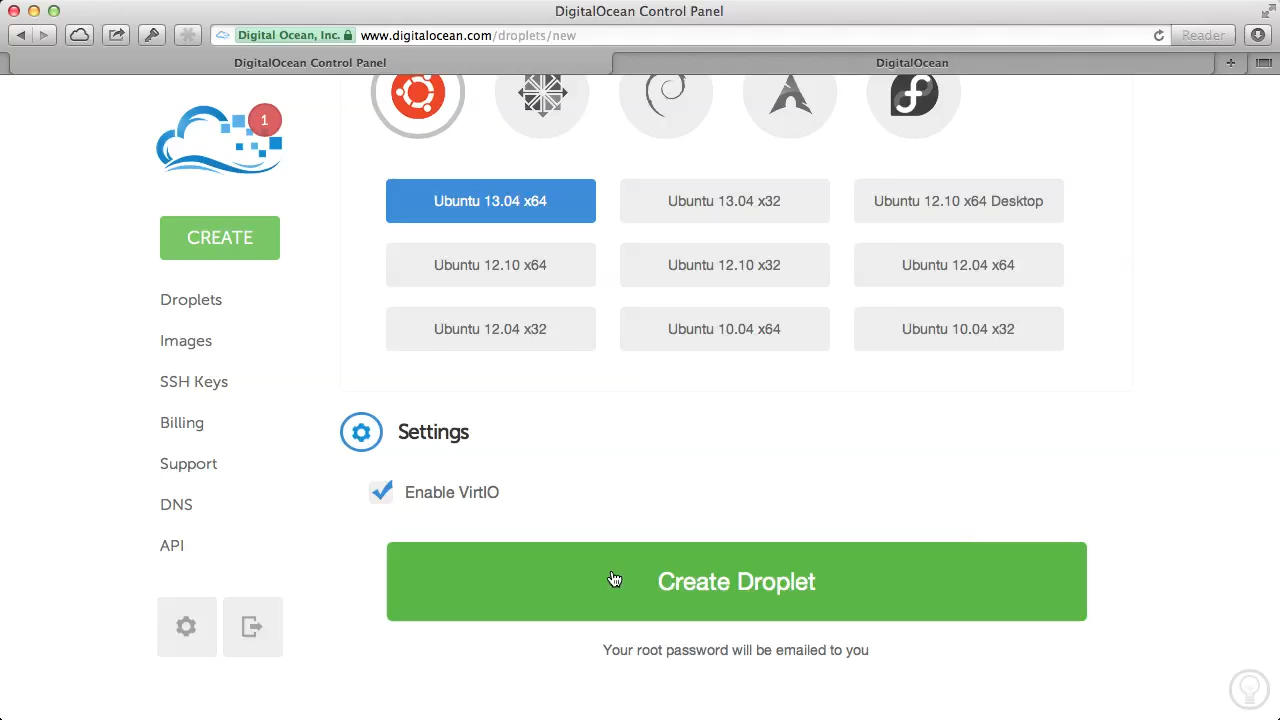 DigitalOcean Control Panel
Digital Ocean, Inc. www.digitalocean.com/droplets/new
Reader
DigitalOcean Control Panel
DigitalOcean
1
CREATE
Droplets
Images
SSH Keys
Billing
Support
DNS
API
Ubuntu 13.04 x64
Ubuntu 13.04 x32
Ubuntu 12.10 x64 Desktop
Ubuntu 12.10 x64
Ubuntu 12.10 x32
Ubuntu 12.04 x64
Ubuntu 12.04 x32
Ubuntu 10.04 x64
Ubuntu 10.04 x32
Settings
Enable VirtIO
Create Droplet
Your root password will be emailed to you